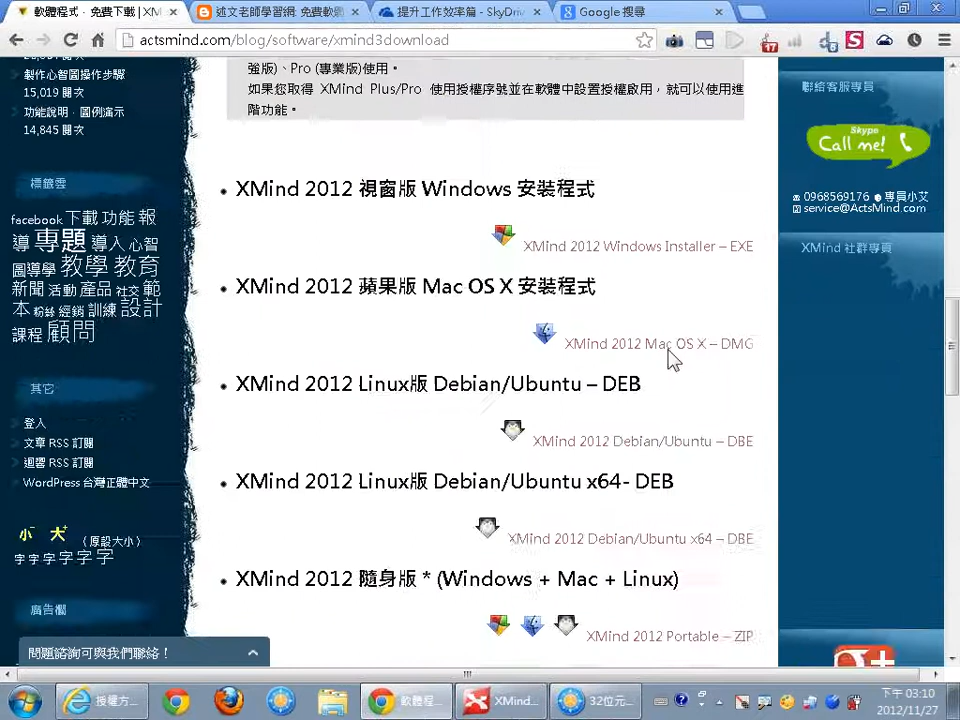 軟體程式 - 免費下載 | XM
述文老師學習網: 免費軟體
提升工作效率篇 - SkyDriv
Google 搜尋
actsmind.com/blog/software/xmind3download
製作心智圖操作步驟
15,019 閱次
功能說明・圖例演示
14,845 閱次
標籤雲
facebook 下載 功能 報
導 專題 導入 心智
圖導學 教學 教育
新聞 活動 產品 社交 範
本 粉絲 經銷 訓練 設計
課程 顧問
其它
登入
文章 RSS 訂閱
迴響 RSS 訂閱
WordPress 台灣正體中文
小- 大+ (原設大小)
字 字 字 字 字 字
廣告欄
問題諮詢可與我們聯絡！
強版)、Pro (專業版)使用。
如果您取得 XMind Plus/Pro 使用授權序號並在軟體中設置授權啟用，就可以使用進
階功能。
XMind 2012 視窗版 Windows 安裝程式
XMind 2012 Windows Installer – EXE
XMind 2012 蘋果版 Mac OS X 安裝程式
XMind 2012 Mac OS X – DMG
XMind 2012 Linux版 Debian/Ubuntu – DEB
XMind 2012 Debian/Ubuntu – DBE
XMind 2012 Linux版 Debian/Ubuntu x64- DEB
XMind 2012 Debian/Ubuntu x64 – DBE
XMind 2012 隨身版 * (Windows + Mac + Linux)
XMind 2012 Portable – ZIP
聯絡客服專員
Skype
Call me!
0968569176 專員小艾
service@ActsMind.com
XMind 社群專頁
授權方...
軟體程...
XMind...
32位元...
下午 03:10
2012/11/27